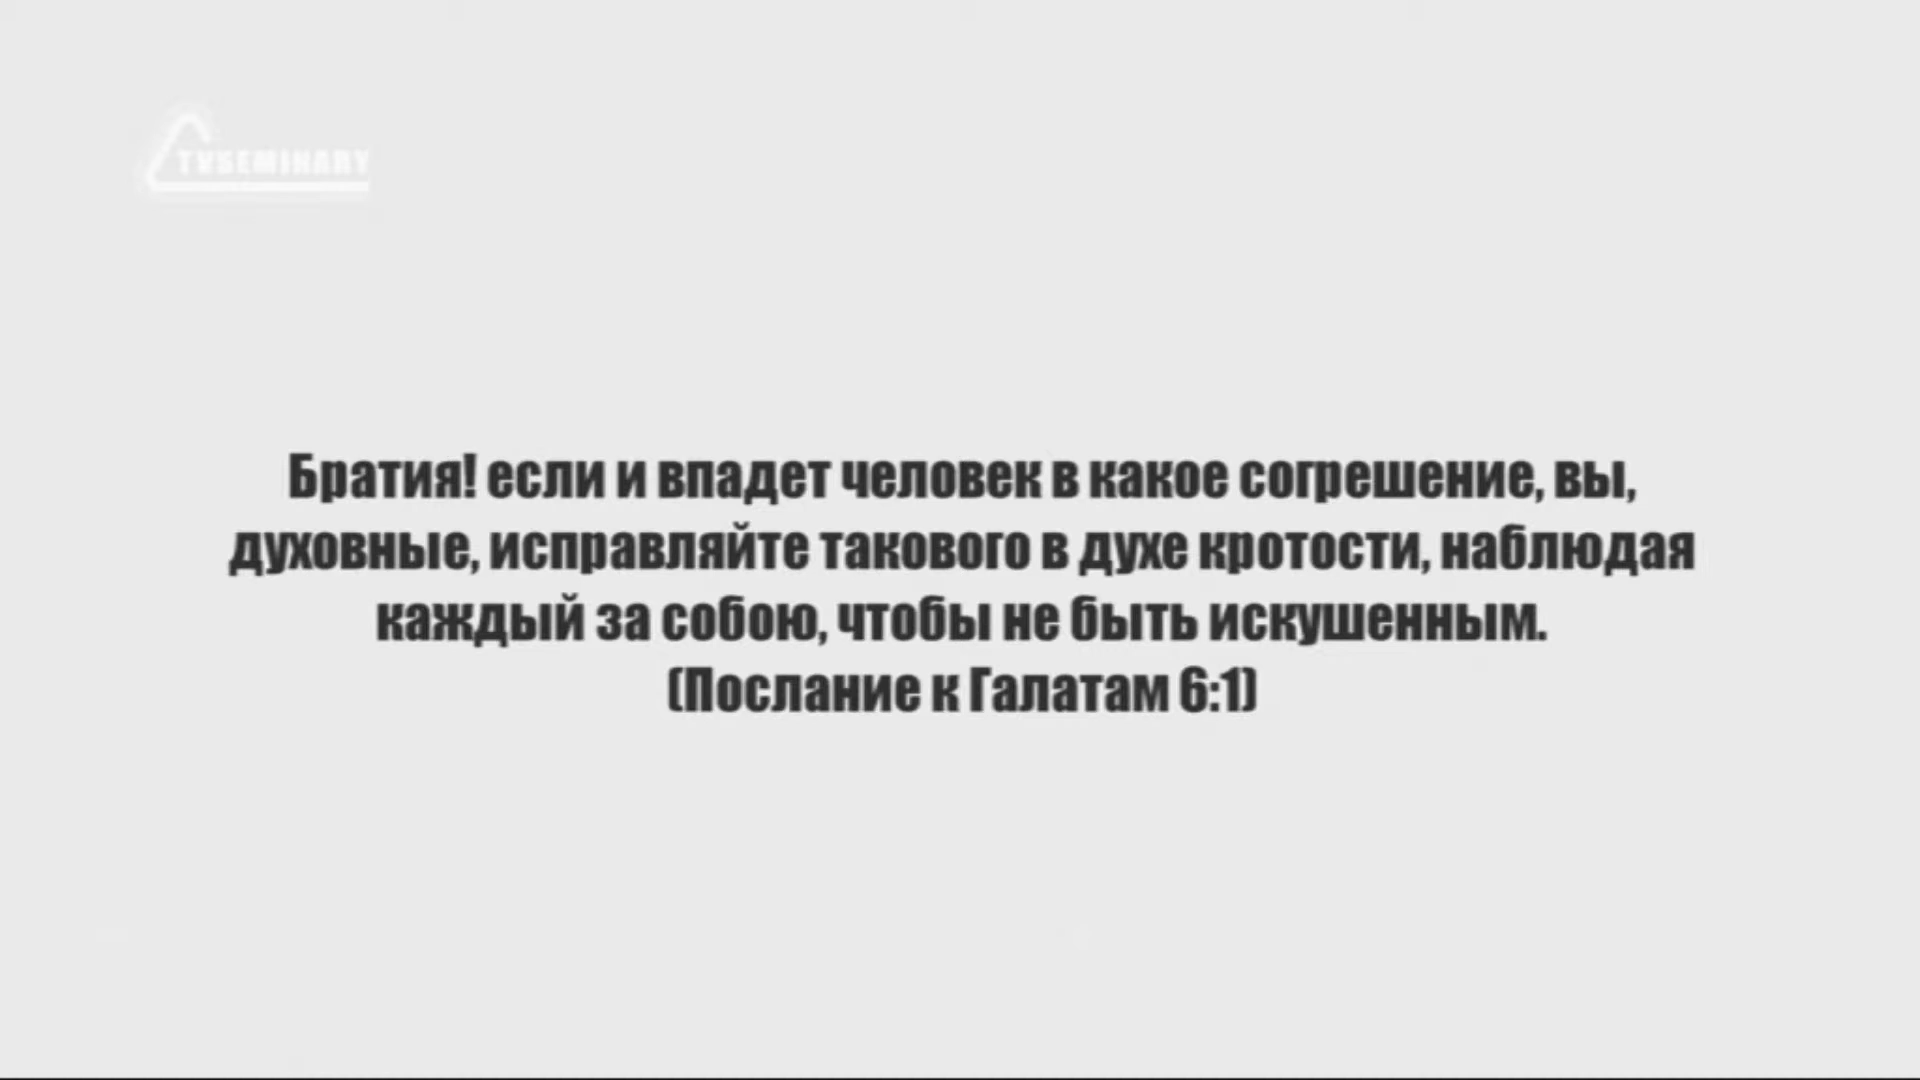 TVSEMINARY
Братия! если и впадет человек в какое согрешение, вы,
духовные, исправляйте такового в духе кротости, наблюдая
каждый за собою, чтобы не быть искушенным.
(Послание к Галатам 6:1)